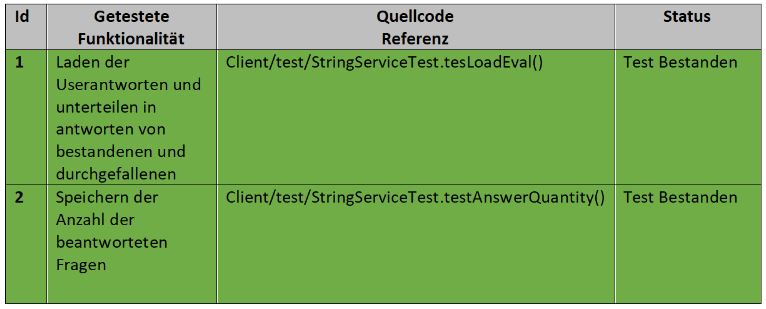 Id Getestete Quellcode Status
Funktionalität Referenz
1 Laden der Client/test/StringServiceTest.tesLoadEval() Test Bestanden
Userantworten und
unterteilen in
antworten von
bestandenen und
durchgefallenen
2 Speichern der Client/test/StringServiceTest.testAnswerQuantity() Test Bestanden
Anzahl der
beantworteten
Fragen